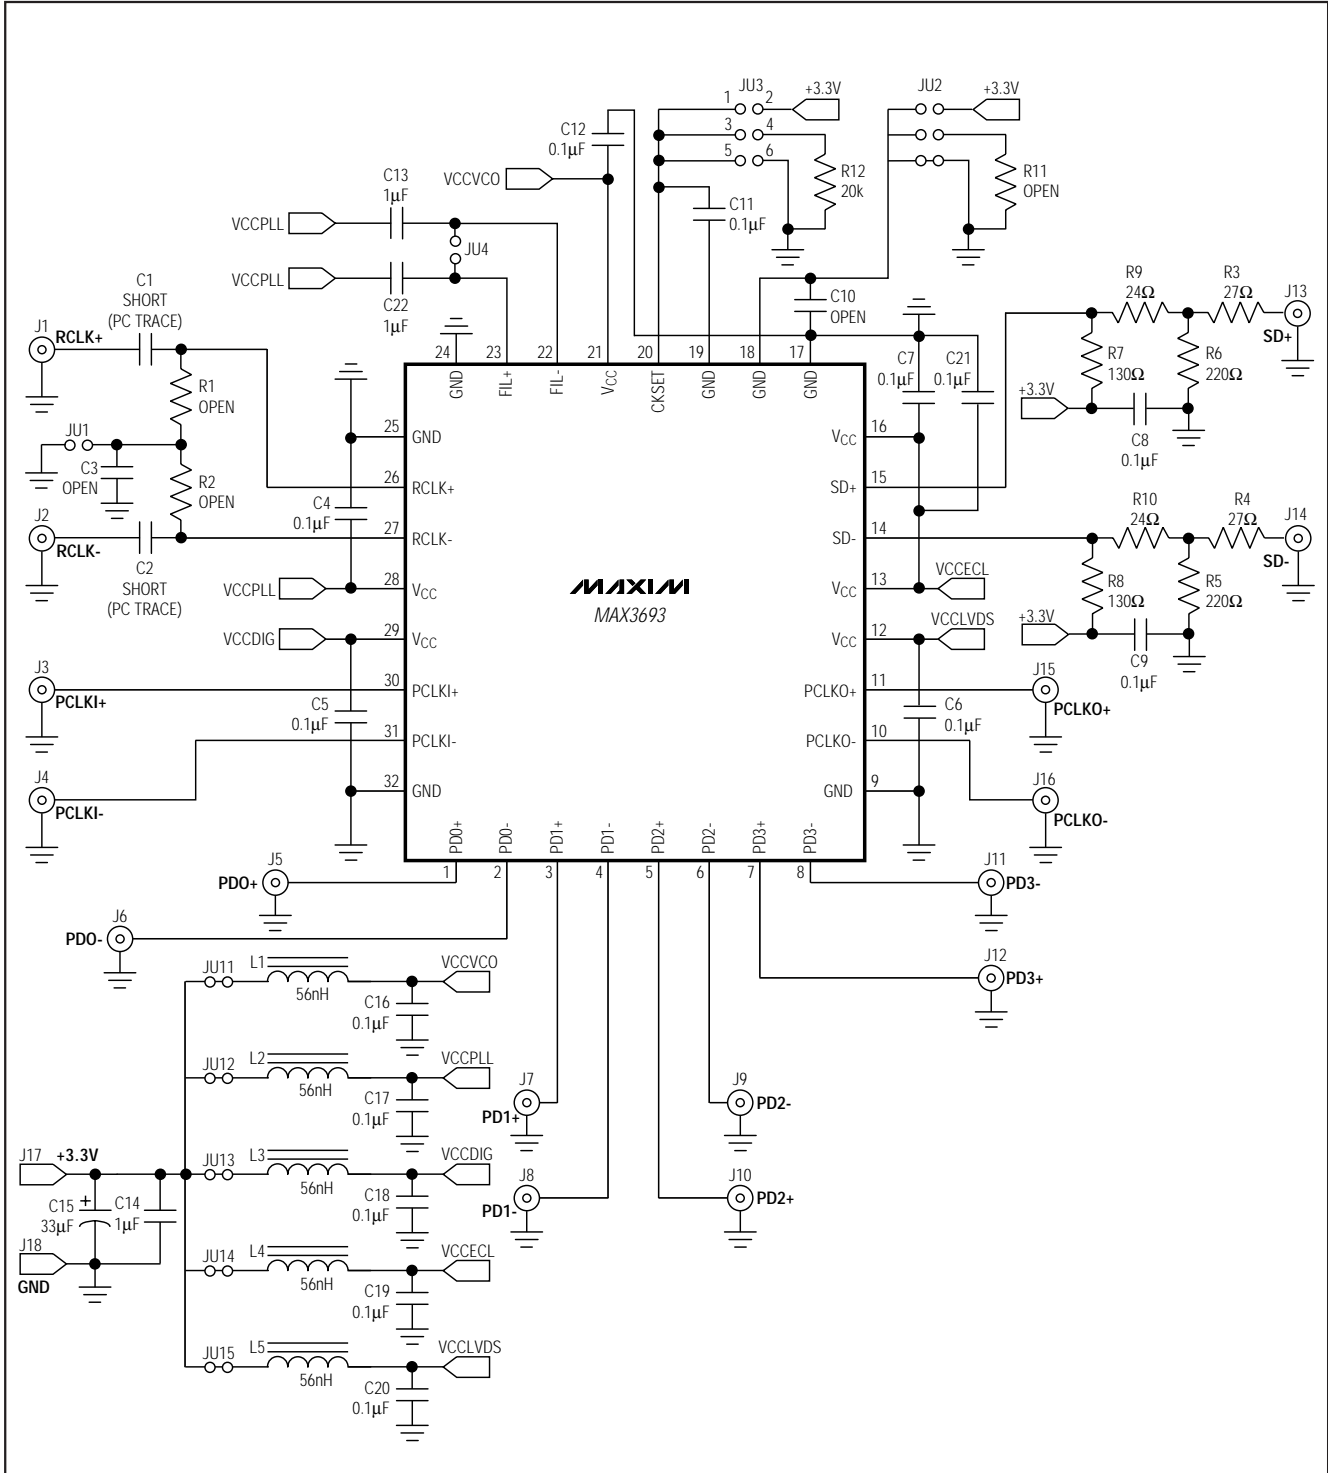 JU3
1 2 +3.3V
3 4
5 6
R12
20k
JU2
+3.3V
R11
OPEN
C12
0.1µF
VCCVCO
C13
1µF
VCCPLL
JU4
VCCPLL
C22
1µF
C11
0.1µF
C10
OPEN
C1
SHORT
(PC TRACE)
J1
RCLK+
R1
OPEN
JU1
C3
OPEN
R2
OPEN
J2
RCLK-
C2
SHORT
(PC TRACE)
C4
0.1µF
VCCPLL
VCCDIG
J3
PCLKI+
C5
0.1µF
J4
PCLKI-
24 23 22 21 20 19 18 17
GND FIL+ FIL- VCC CKSET GND GND GND
25 GND
26 RCLK+
27 RCLK-
28 VCC
29 VCC
30 PCLKI+
31 PCLKI-
32 GND
MAXIM
MAX3693
VCC 16
SD+ 15
SD- 14
VCC 13
VCC 12
PCLKO+ 11
PCLKO- 10
GND 9
PD0+ PD0- PD1+ PD1- PD2+ PD2- PD3+ PD3-
1 2 3 4 5 6 7 8
C7
0.1µF
C21
0.1µF
R9
24Ω
R3
27Ω
J13
SD+
R7
130Ω
R6
220Ω
+3.3V
C8
0.1µF
R10
24Ω
R4
27Ω
J14
SD-
R8
130Ω
R5
220Ω
+3.3V
C9
0.1µF
VCCECL
VCCLVDS
C6
0.1µF
J15
PCLKO+
J16
PCLKO-
J5
PDO+
J6
PDO-
J11
PD3-
J12
PD3+
J7
PD1+
J8
PD1-
J9
PD2-
J10
PD2+
JU11 L1 VCCVCO
56nH
C16
0.1µF
JU12 L2 VCCPLL
56nH
C17
0.1µF
J17 +3.3V
JU13 L3 VCCDIG
56nH
C18
0.1µF
C15 +
33µF
C14
1µF
J18
GND
JU14 L4 VCCECL
56nH
C19
0.1µF
JU15 L5 VCCLVDS
56nH
C20
0.1µF